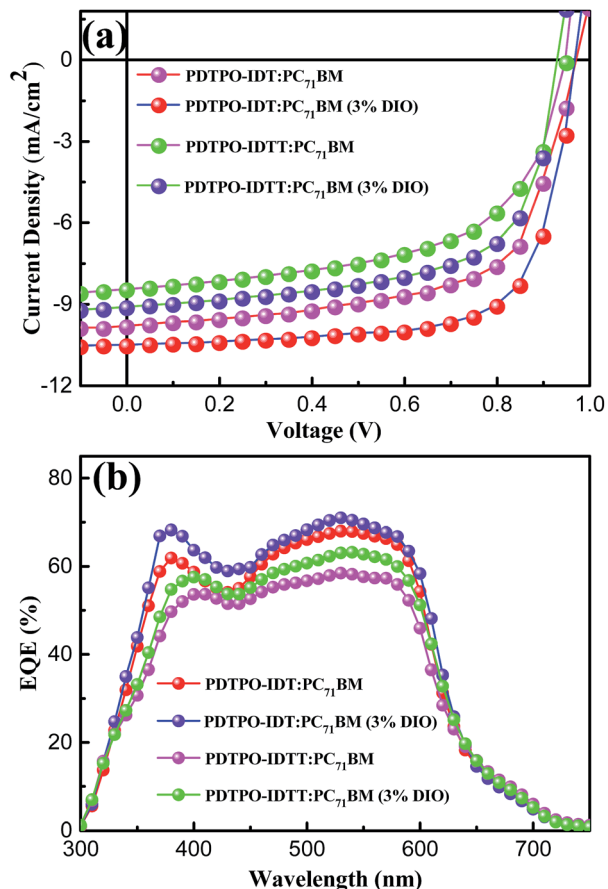 (a)
0
-3
-6
-9
-12
Current Density (mA/cm²)
PDTPO-IDT:PC₇₁BM
PDTPO-IDT:PC₇₁BM (3% DIO)
PDTPO-IDTT:PC₇₁BM
PDTPO-IDTT:PC₇₁BM (3% DIO)
0.0 0.2 0.4 0.6 0.8 1.0
Voltage (V)
(b)
80
60
40
20
0
EQE (%)
PDTPO-IDT:PC₇₁BM
PDTPO-IDT:PC₇₁BM (3% DIO)
PDTPO-IDTT:PC₇₁BM
PDTPO-IDTT:PC₇₁BM (3% DIO)
300 400 500 600 700
Wavelength (nm)